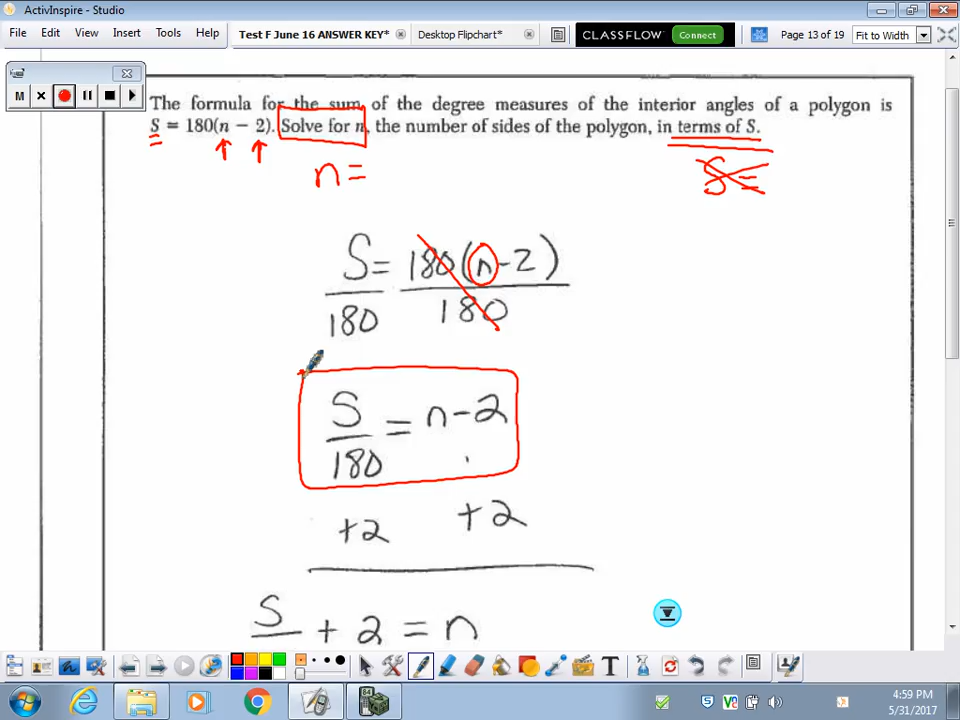 ActivInspire - Studio
File Edit View Insert Tools Help
Test F June 16 ANSWER KEY*
Desktop Flipchart*
CLASSFLOW Connect
Page 13 of 19
Fit to Width
M
The formula for the sum of the degree measures of the interior angles of a polygon is
S = 180(n − 2). Solve for n, the number of sides of the polygon, in terms of S.
n =
S =
S = 180(n-2)
180 180
S = n-2
180
+2 +2
S + 2 = n
T
84
4:59 PM
5/31/2017